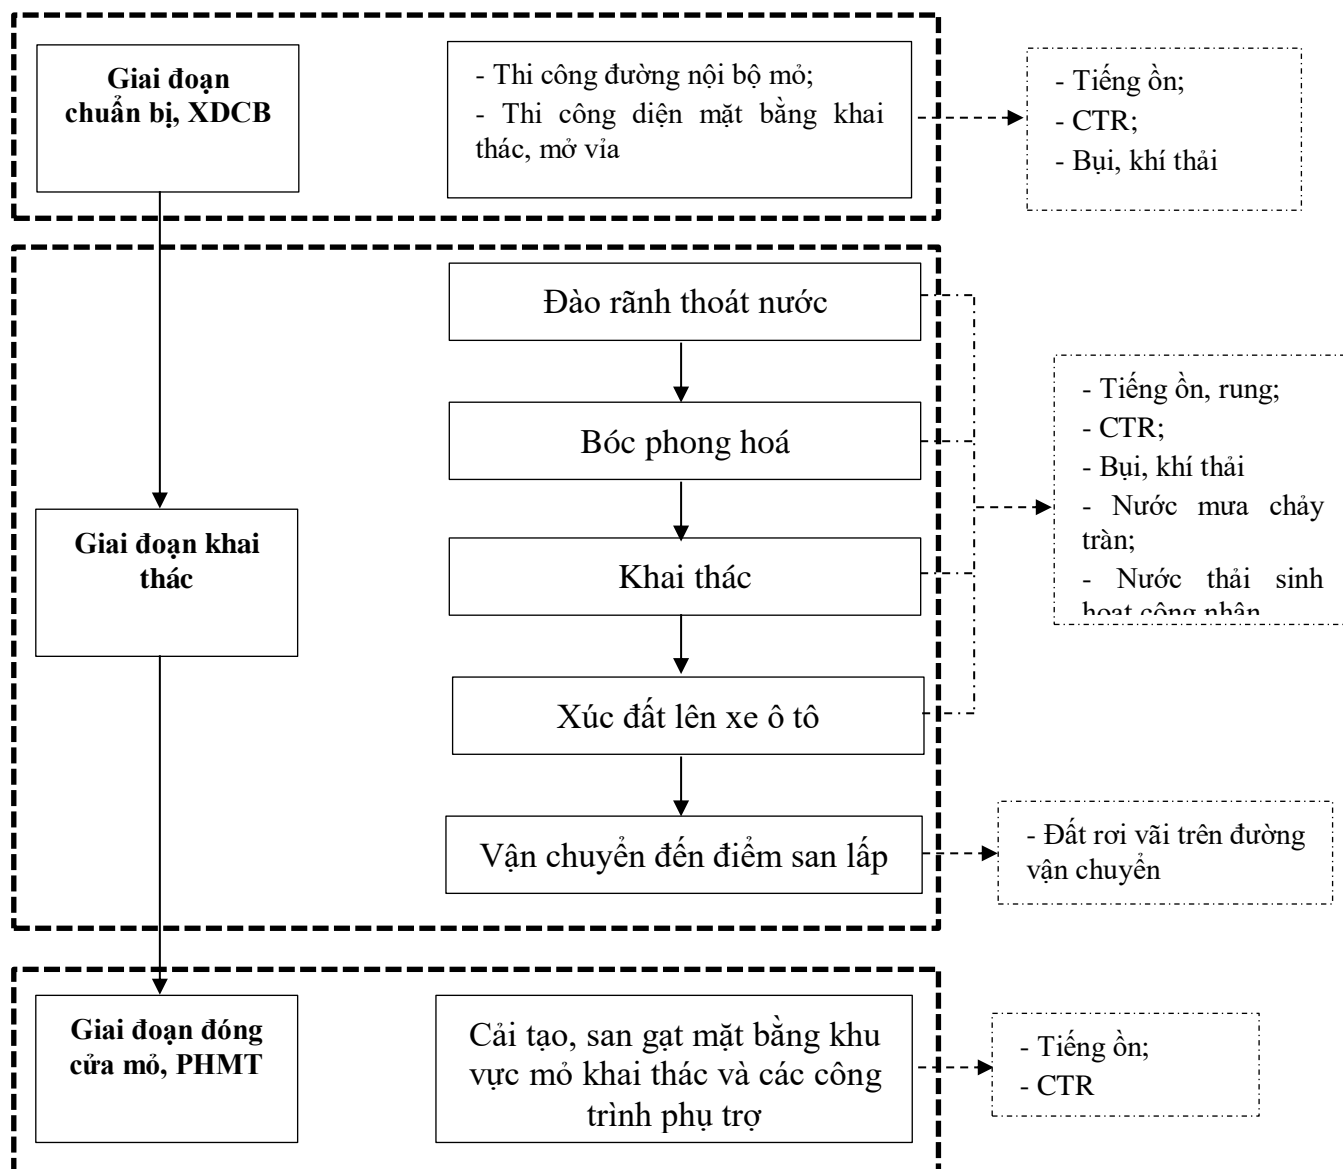 Giai đoạn
chuẩn bị, XDCB
- Thi công đường nội bộ mỏ;
- Thi công diện mặt bằng khai
thác, mở vỉa
- Tiếng ồn;
- CTR;
- Bụi, khí thải
Đào rãnh thoát nước
Bóc phong hoá
Giai đoạn khai
thác
Khai thác
Xúc đất lên xe ô tô
Vận chuyển đến điểm san lấp
- Tiếng ồn, rung;
- CTR;
- Bụi, khí thải
- Nước mưa chảy
tràn;
- Nước thải sinh
hoạt công nhân
- Đất rơi vãi trên đường
vận chuyển
Giai đoạn đóng
cửa mỏ, PHMT
Cải tạo, san gạt mặt bằng khu
vực mỏ khai thác và các công
trình phụ trợ
- Tiếng ồn;
- CTR